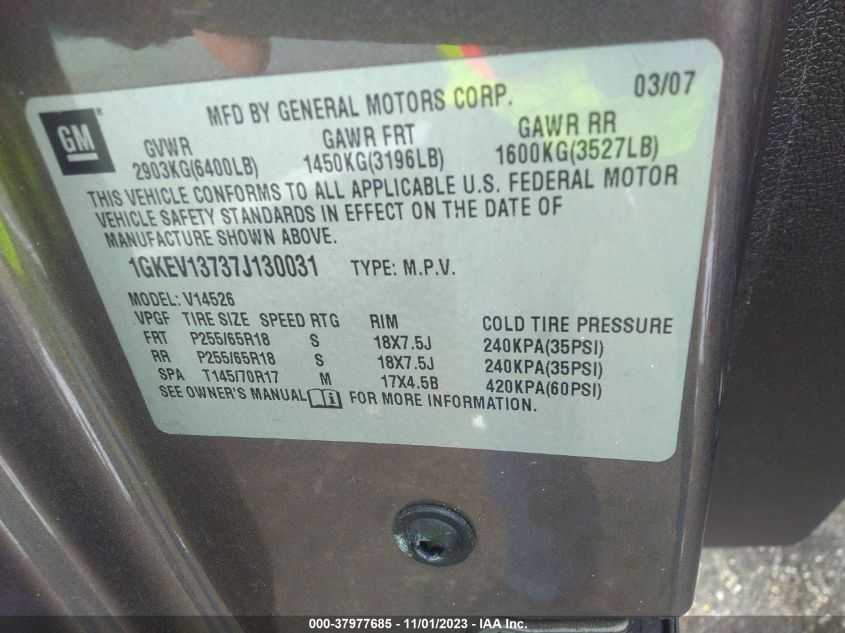 03/07
MFD BY GENERAL MOTORS CORP.
GM
GVWR GAWR FRT GAWR RR
2903KG(6400LB) 1450KG(3196LB) 1600KG(3527LB)
THIS VEHICLE CONFORMS TO ALL APPLICABLE U.S. FEDERAL MOTOR
VEHICLE SAFETY STANDARDS IN EFFECT ON THE DATE OF
MANUFACTURE SHOWN ABOVE.
1GKEV13737J130031 TYPE: M.P.V.
MODEL: V14526
VPGF TIRE SIZE SPEED RTG RIM COLD TIRE PRESSURE
FRT P255/65R18 S 18X7.5J 240KPA(35PSI)
RR P255/65R18 S 18X7.5J 240KPA(35PSI)
SPA T145/70R17 M 17X4.5B 420KPA(60PSI)
SEE OWNER'S MANUAL i FOR MORE INFORMATION.
000-37977685 - 11/01/2023 - IAA Inc.